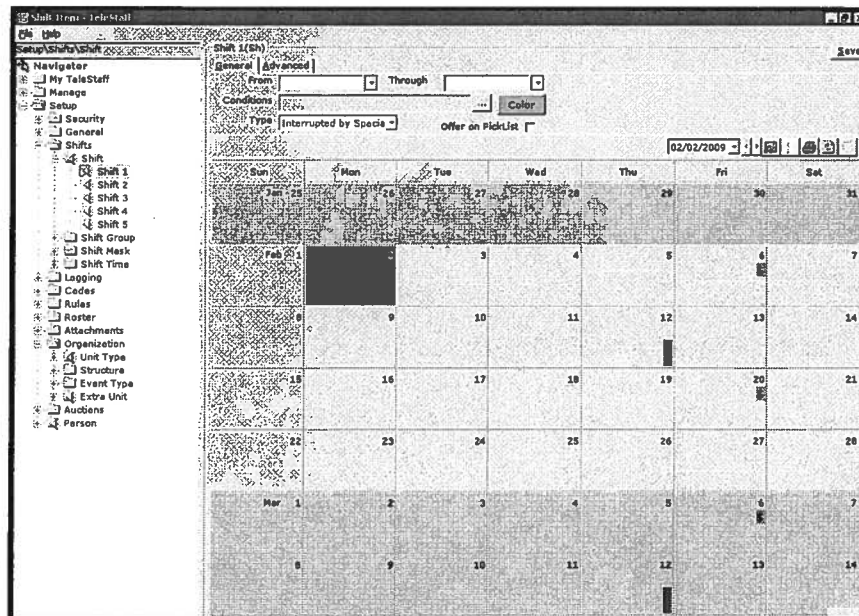 Shift Item - TeleStaff
File Help
Setup\Shifts\Shift
Navigator
My TeleStaff
Manage
Setup
Security
General
Shifts
Shift
Shift 1
Shift 2
Shift 3
Shift 4
Shift 5
Shift Group
Shift Mask
Shift Time
Logging
Codes
Rules
Roster
Attachments
Organization
Unit Type
Structure
Event Type
Extra Unit
Auctions
Person
Shift 1(Sh)
Save
General Advanced
From Through
Conditions ... Color
Type Interrupted by Specia Offer on PickList
02/02/2009
Sun Mon Tue Wed Thu Fri Sat
Jan 25 26 27 28 29 30 31
Feb 1 2 3 4 5 6 7
8 9 10 11 12 13 14
15 16 17 18 19 20 21
22 23 24 25 26 27 28
Mar 1 2 3 4 5 6 7
8 9 10 11 12 13 14